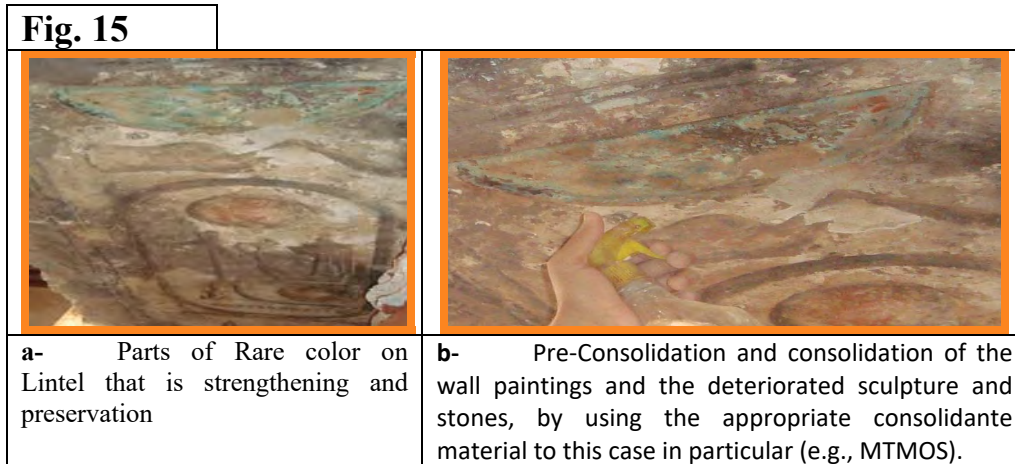 Fig. 15
a- Parts of Rare color on
Lintel that is strengthening and
preservation
b- Pre-Consolidation and consolidation of the
wall paintings and the deteriorated sculpture and
stones, by using the appropriate consolidante
material to this case in particular (e.g., MTMOS).